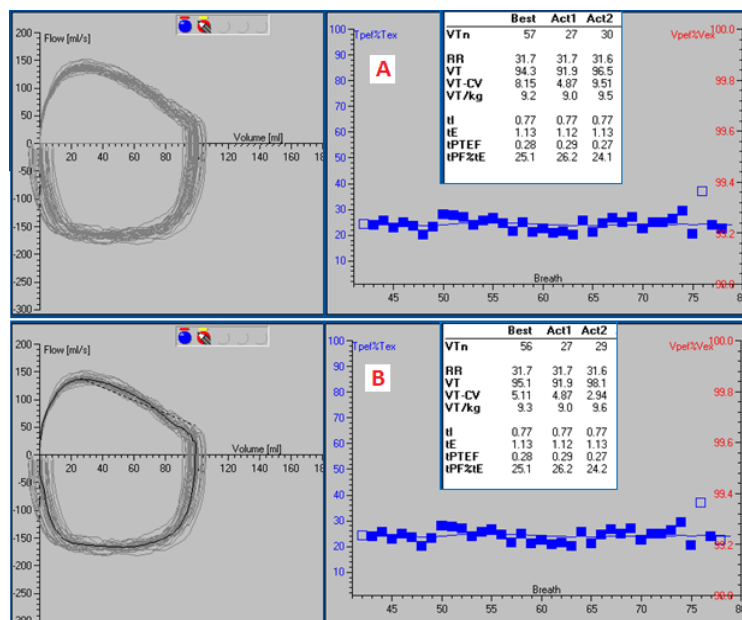 Flow [ml/s]
200
150
100
50
0
-50
-100
-150
-200
-250
-300
Volume [ml]
20 40 60 80 100 120 140 160
100
90
80
70
60
50
40
30
20
10
Tpef%Tex
A
Best Act1 Act2
VTn 57 27 30
RR 31.7 31.7 31.6
VT 94.3 91.9 96.5
VT-CV 8.15 4.87 9.51
VT/kg 9.2 9.0 9.5
tI 0.77 0.77 0.77
tE 1.13 1.12 1.13
tPTEF 0.28 0.29 0.27
tPF%tE 25.1 26.2 24.1
Vpef%Vex
100.0
99.8
99.6
99.4
99.2
Breath
45 50 55 60 65 70 75 80
Flow [ml/s]
200
150
100
50
0
-50
-100
-150
-200
-250
Volume [ml]
20 40 60 80 100 120 140 160
100
90
80
70
60
50
40
30
20
10
Tpef%Tex
B
Best Act1 Act2
VTn 56 27 29
RR 31.7 31.7 31.6
VT 95.1 91.9 98.1
VT-CV 5.11 4.87 2.94
VT/kg 9.3 9.0 9.6
tI 0.77 0.77 0.77
tE 1.13 1.12 1.13
tPTEF 0.28 0.29 0.27
tPF%tE 25.1 26.2 24.2
Vpef%Vex
100.0
99.8
99.6
99.4
99.2
Breath
45 50 55 60 65 70 75